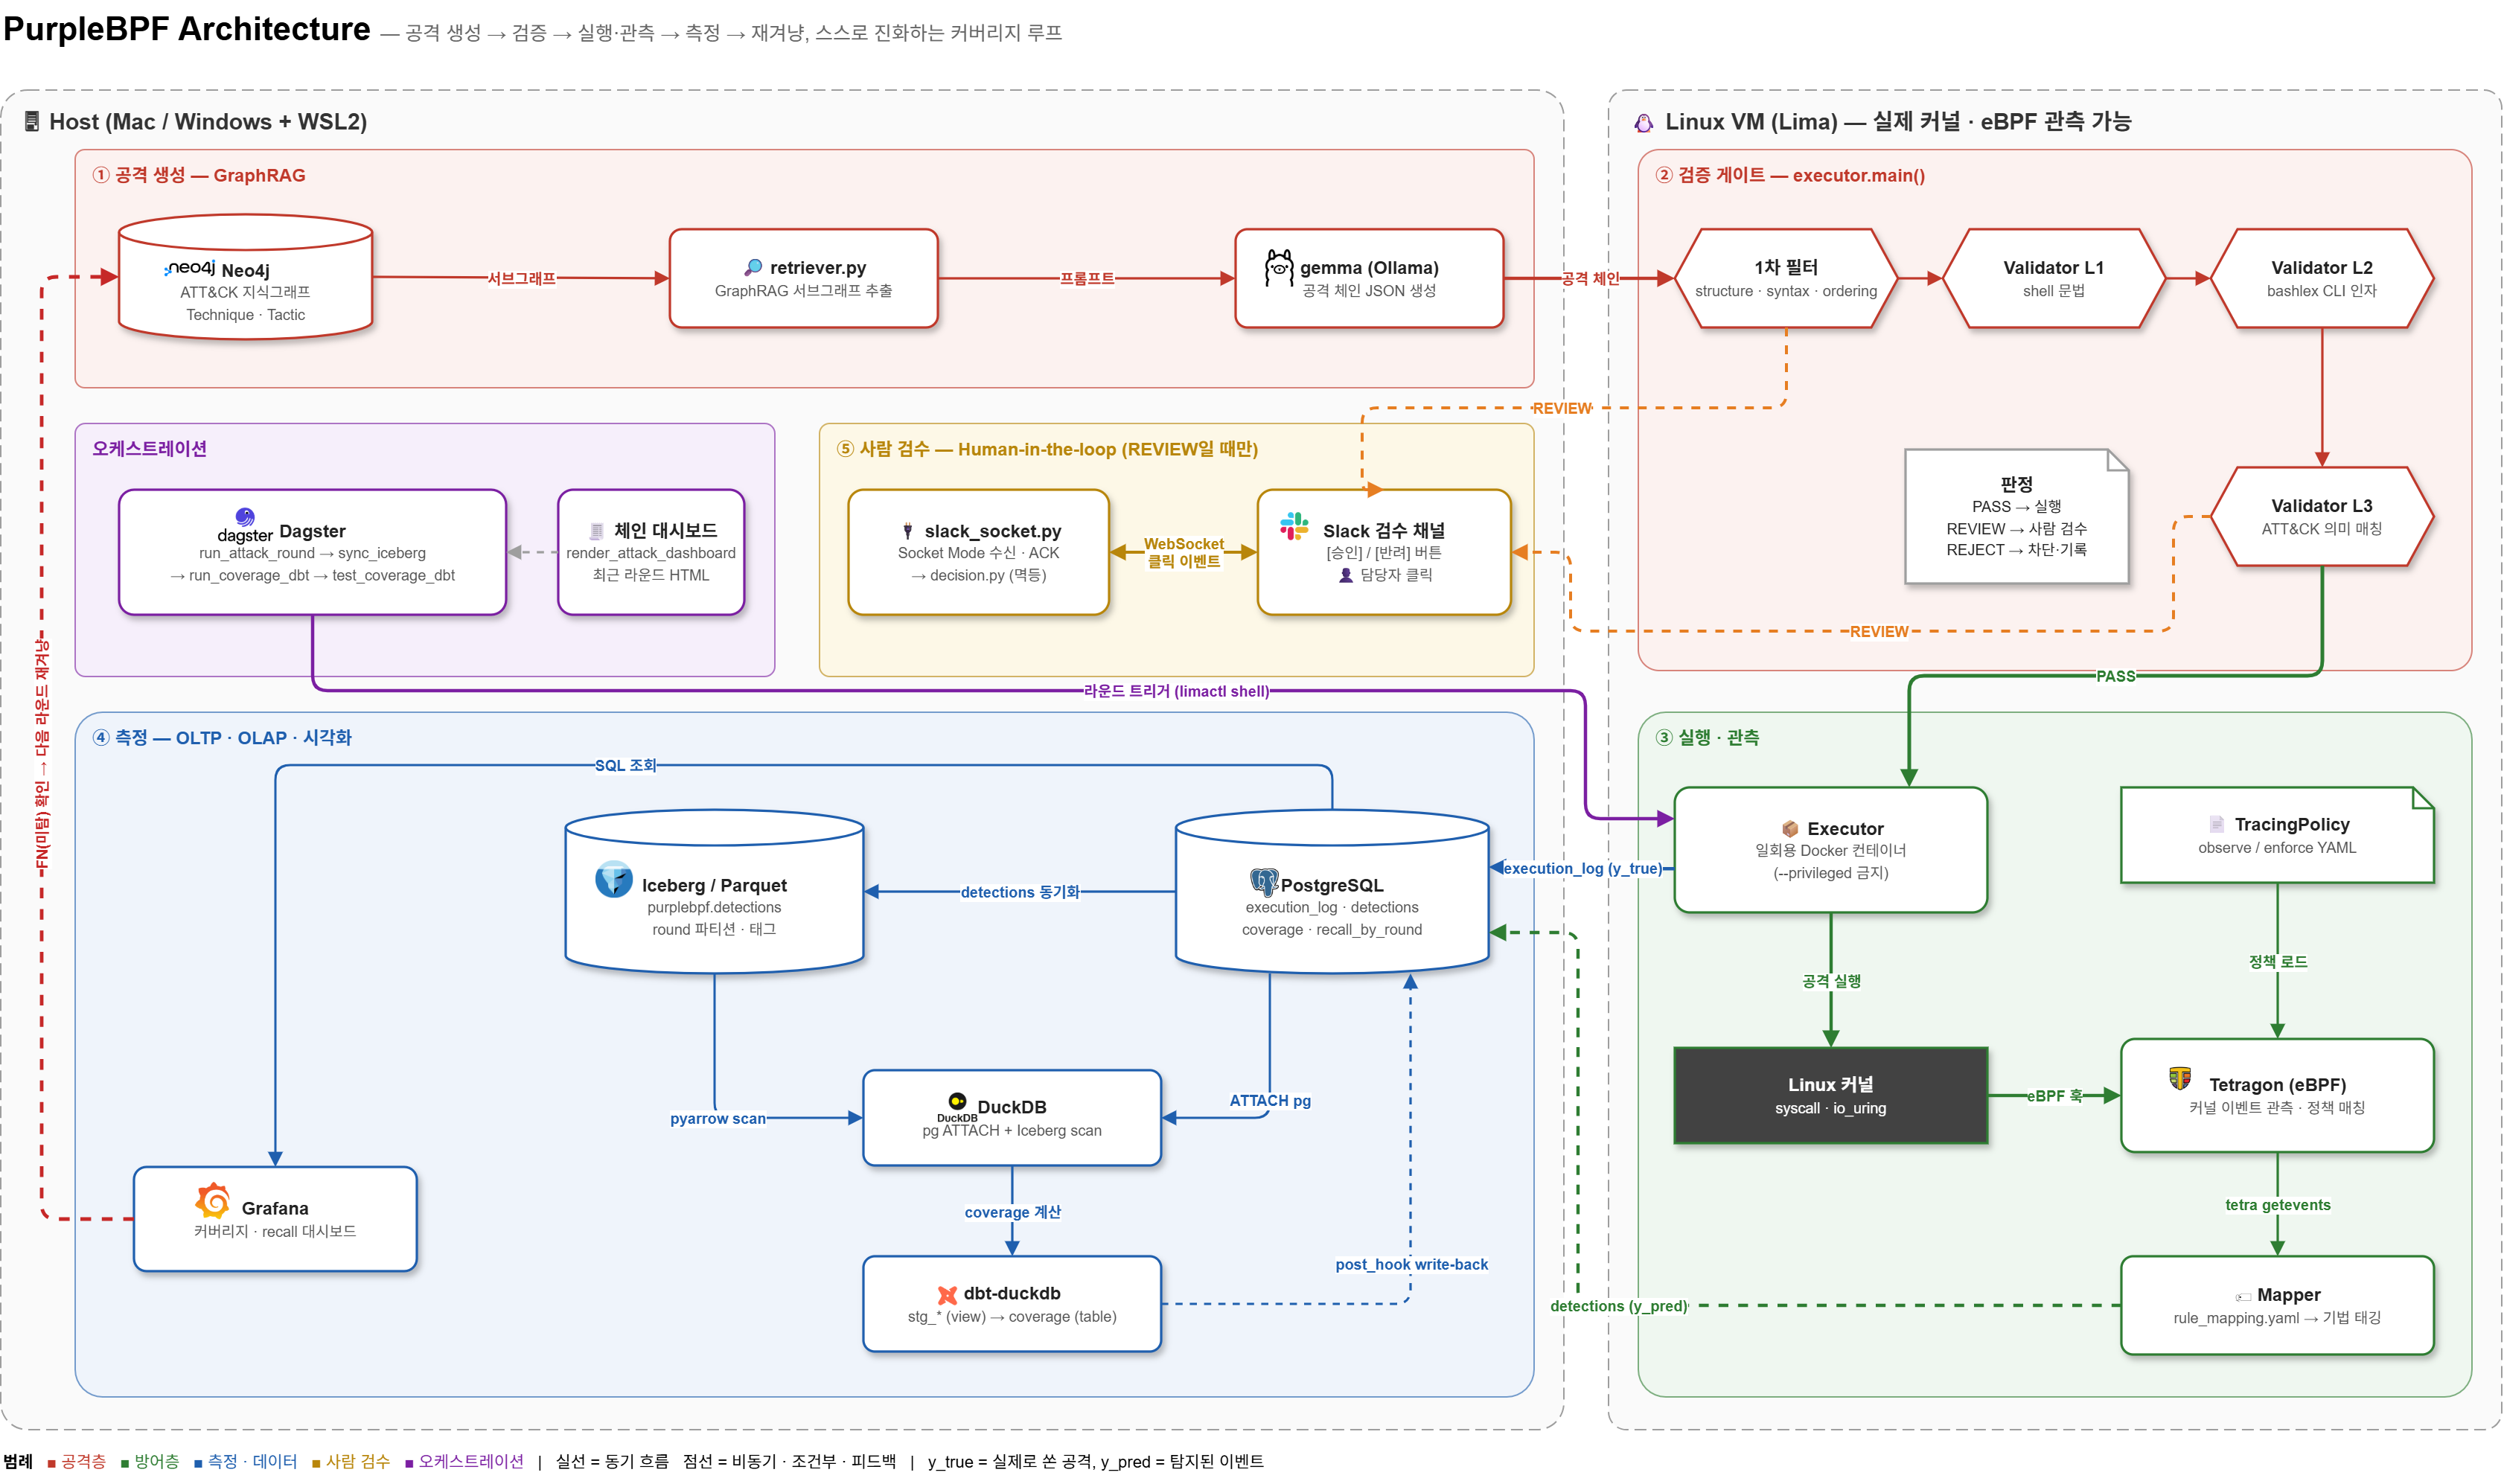 PurpleBPF Architecture — 공격 생성 → 검증 → 실행·관측 → 측정 → 재겨냥, 스스로 진화하는 커버리지 루프
Host (Mac / Windows + WSL2)
① 공격 생성 — GraphRAG
neo4j Neo4j
ATT&CK 지식그래프
Technique · Tactic
서브그래프
retriever.py
GraphRAG 서브그래프 추출
프롬프트
gemma (Ollama)
공격 체인 JSON 생성
공격 체인
Linux VM (Lima) — 실제 커널 · eBPF 관측 가능
② 검증 게이트 — executor.main()
1차 필터
structure · syntax · ordering
Validator L1
shell 문법
Validator L2
bashlex CLI 인자
REVIEW
판정
PASS → 실행
REVIEW → 사람 검수
REJECT → 차단·기록
Validator L3
ATT&CK 의미 매칭
REVIEW
PASS
오케스트레이션
dagster Dagster
run_attack_round → sync_iceberg
→ run_coverage_dbt → test_coverage_dbt
체인 대시보드
render_attack_dashboard
최근 라운드 HTML
⑤ 사람 검수 — Human-in-the-loop (REVIEW일 때만)
slack_socket.py
Socket Mode 수신 · ACK
→ decision.py (멱등)
WebSocket
클릭 이벤트
Slack 검수 채널
[승인] / [반려] 버튼
담당자 클릭
라운드 트리거 (limactl shell)
FN(미탐) 확인 → 다음 라운드 재겨냥
④ 측정 — OLTP · OLAP · 시각화
SQL 조회
Iceberg / Parquet
purplebpf.detections
round 파티션 · 태그
detections 동기화
PostgreSQL
execution_log · detections
coverage · recall_by_round
execution_log (y_true)
pyarrow scan
ATTACH pg
DuckDB DuckDB
pg ATTACH + Iceberg scan
coverage 계산
Grafana
커버리지 · recall 대시보드
post_hook write-back
dbt-duckdb
stg_* (view) → coverage (table)
detections (y_pred)
③ 실행 · 관측
Executor
일회용 Docker 컨테이너
(--privileged 금지)
TracingPolicy
observe / enforce YAML
공격 실행
정책 로드
Linux 커널
syscall · io_uring
eBPF 훅
Tetragon (eBPF)
커널 이벤트 관측 · 정책 매칭
tetra getevents
Mapper
rule_mapping.yaml → 기법 태깅
범례 ■ 공격층 ■ 방어층 ■ 측정 · 데이터 ■ 사람 검수 ■ 오케스트레이션 | 실선 = 동기 흐름 점선 = 비동기 · 조건부 · 피드백 | y_true = 실제로 쏜 공격, y_pred = 탐지된 이벤트